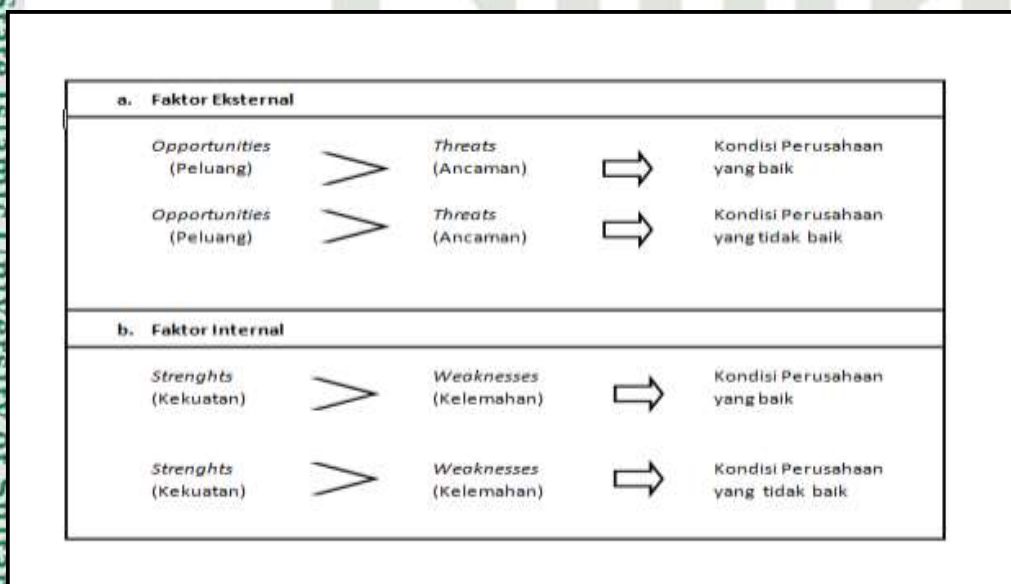 a. Faktor Eksternal
Opportunities > Threats ⇨ Kondisi Perusahaan
(Peluang) (Ancaman) yang baik
Opportunities > Threats ⇨ Kondisi Perusahaan
(Peluang) (Ancaman) yang tidak baik
b. Faktor Internal
Strenghts > Weaknesses ⇨ Kondisi Perusahaan
(Kekuatan) (Kelemahan) yang baik
Strenghts > Weaknesses ⇨ Kondisi Perusahaan
(Kekuatan) (Kelemahan) yang tidak baik